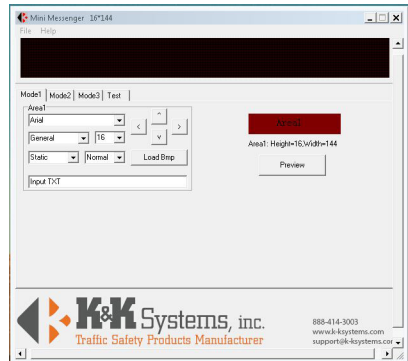 Mini Messenger 16*144
File Help
Mode1 Mode2 Mode3 Test
Area1
Arial
General 16
Static Normal Load Bmp
Input TXT
Area1: Height=16,Width=144
Preview
K&K Systems, inc.
Traffic Safety Products Manufacturer
888-414-3003
www.k-ksystems.com
support@k-ksystems.cor